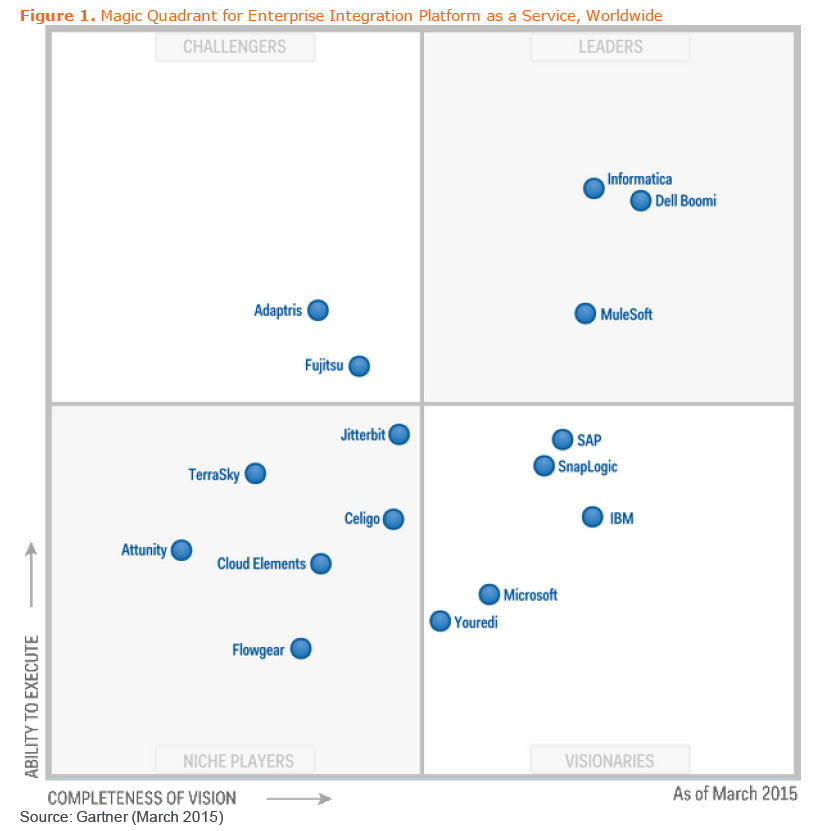 Figure 1. Magic Quadrant for Enterprise Integration Platform as a Service, Worldwide
CHALLENGERS
LEADERS
Informatica
Dell Boomi
Adaptris
MuleSoft
Fujitsu
Jitterbit
SAP
SnapLogic
TerraSky
Celigo
IBM
Attunity
Cloud Elements
Microsoft
Youredi
Flowgear
ABILITY TO EXECUTE
NICHE PLAYERS
VISIONARIES
COMPLETENESS OF VISION
As of March 2015
Source: Gartner (March 2015)